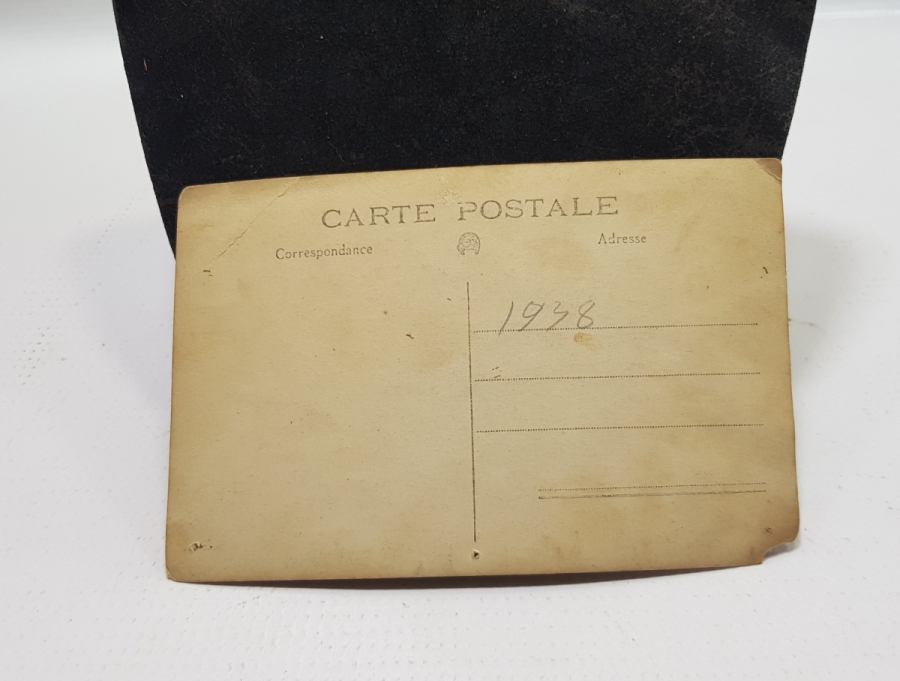 CARTE POSTALE
Correspondance
Adresse
1938